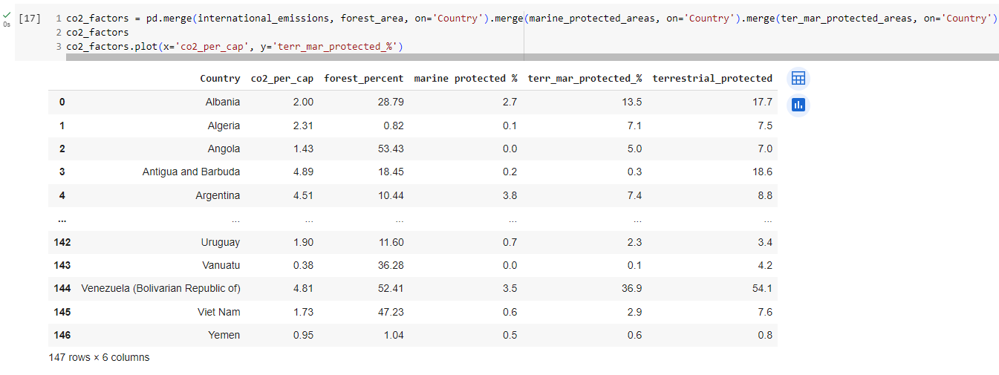 [17] 1 co2_factors = pd.merge(international_emissions, forest_area, on='Country').merge(marine_protected_areas, on='Country').merge(ter_mar_protected_areas, on='Country')
0s 2 co2_factors
3 co2_factors.plot(x='co2_per_cap', y='terr_mar_protected_%')
Country co2_per_cap forest_percent marine protected % terr_mar_protected_% terrestrial_protected
0 Albania 2.00 28.79 2.7 13.5 17.7
1 Algeria 2.31 0.82 0.1 7.1 7.5
2 Angola 1.43 53.43 0.0 5.0 7.0
3 Antigua and Barbuda 4.89 18.45 0.2 0.3 18.6
4 Argentina 4.51 10.44 3.8 7.4 8.8
... ... ... ... ... ... ...
142 Uruguay 1.90 11.60 0.7 2.3 3.4
143 Vanuatu 0.38 36.28 0.0 0.1 4.2
144 Venezuela (Bolivarian Republic of) 4.81 52.41 3.5 36.9 54.1
145 Viet Nam 1.73 47.23 0.6 2.9 7.6
146 Yemen 0.95 1.04 0.5 0.6 0.8
147 rows × 6 columns